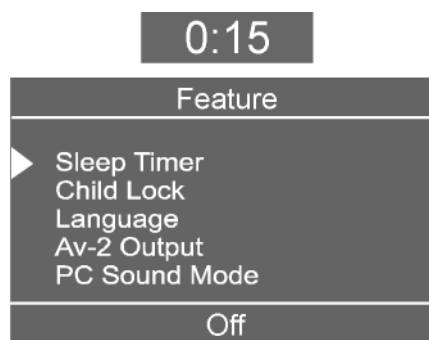 0:15
Feature
Sleep Timer
Child Lock
Language
Av-2 Output
PC Sound Mode
Off